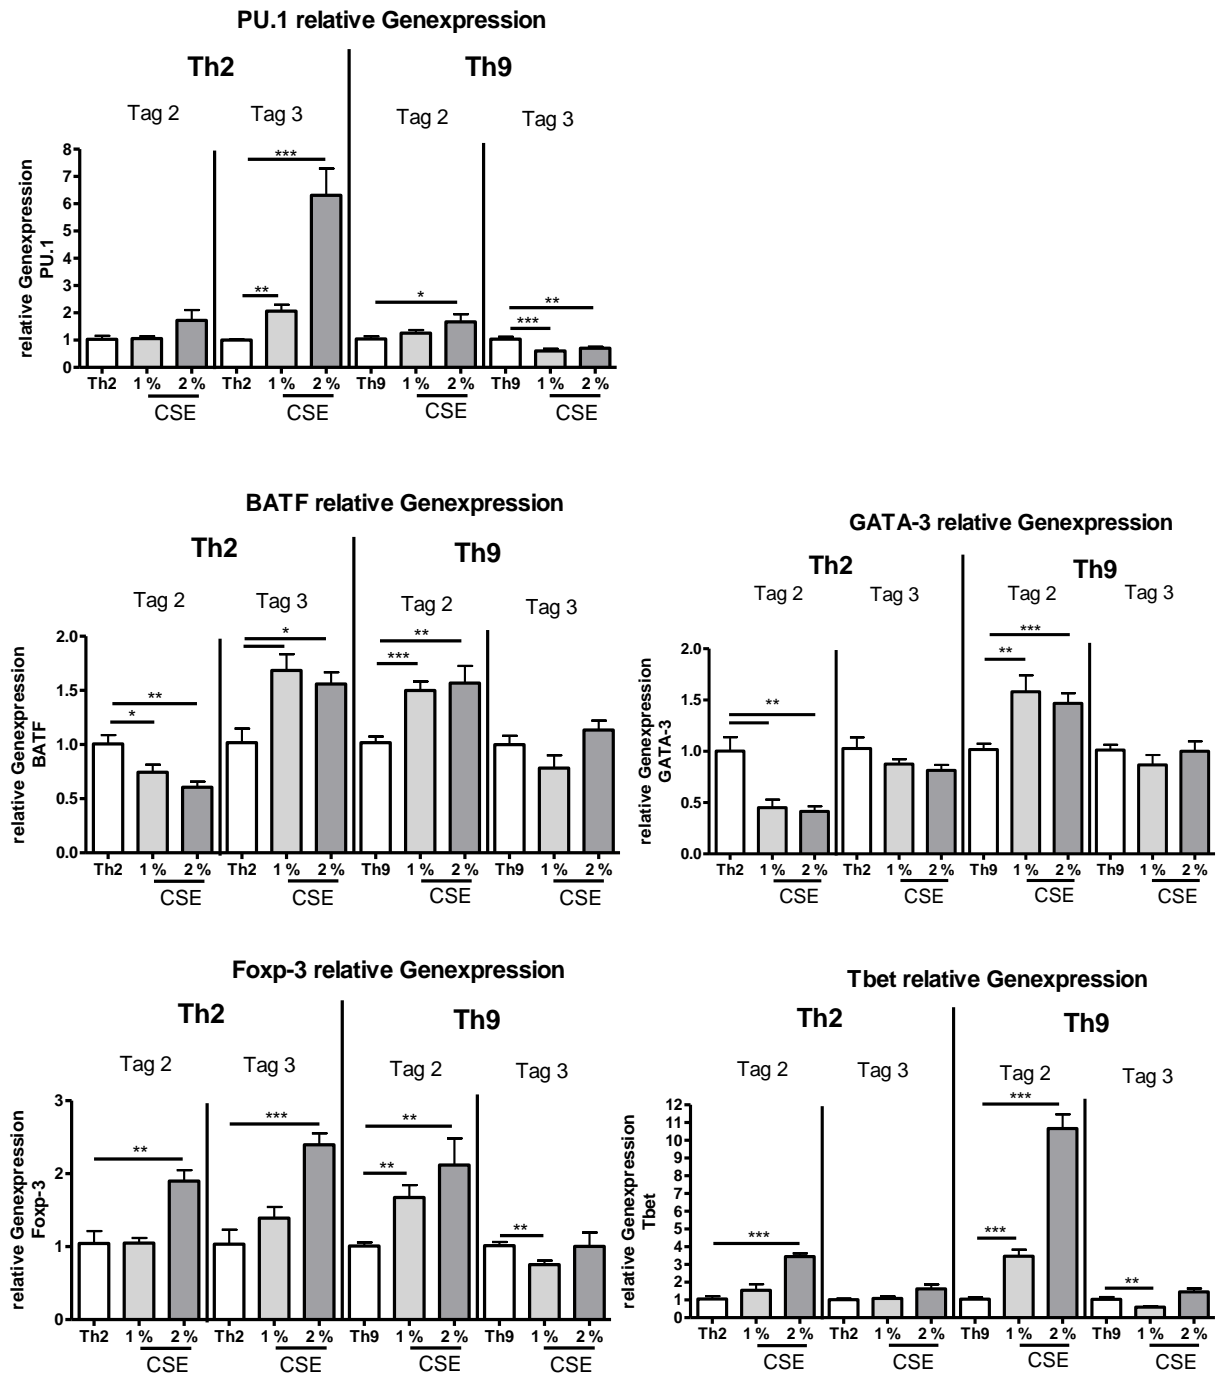 PU.1 relative Genexpression
Th2 Th9
Tag 2 Tag 3 Tag 2 Tag 3
relative Genexpression
PU.1
8
7
6
5
4
3
2
1
0
*** ** * *** **
Th2 1 % 2 % Th2 1 % 2 % Th9 1 % 2 % Th9 1 % 2 %
CSE CSE CSE CSE
BATF relative Genexpression
Th2 Th9
Tag 2 Tag 3 Tag 2 Tag 3
relative Genexpression
BATF
2.0
1.5
1.0
0.5
0.0
** * * ** ***
Th2 1 % 2 % Th2 1 % 2 % Th9 1 % 2 % Th9 1 % 2 %
CSE CSE CSE CSE
GATA-3 relative Genexpression
Th2 Th9
Tag 2 Tag 3 Tag 2 Tag 3
relative Genexpression
GATA-3
2.0
1.5
1.0
0.5
0.0
** *** **
Th2 1 % 2 % Th2 1 % 2 % Th9 1 % 2 % Th9 1 % 2 %
CSE CSE CSE CSE
Foxp-3 relative Genexpression
Th2 Th9
Tag 2 Tag 3 Tag 2 Tag 3
relative Genexpression
Foxp-3
3
2
1
0
** *** ** ** **
Th2 1 % 2 % Th2 1 % 2 % Th9 1 % 2 % Th9 1 % 2 %
CSE CSE CSE CSE
Tbet relative Genexpression
Th2 Th9
Tag 2 Tag 3 Tag 2 Tag 3
relative Genexpression
Tbet
12
11
10
9
8
7
6
5
4
3
2
1
0
*** *** *** **
Th2 1 % 2 % Th2 1 % 2 % Th9 1 % 2 % Th9 1 % 2 %
CSE CSE CSE CSE